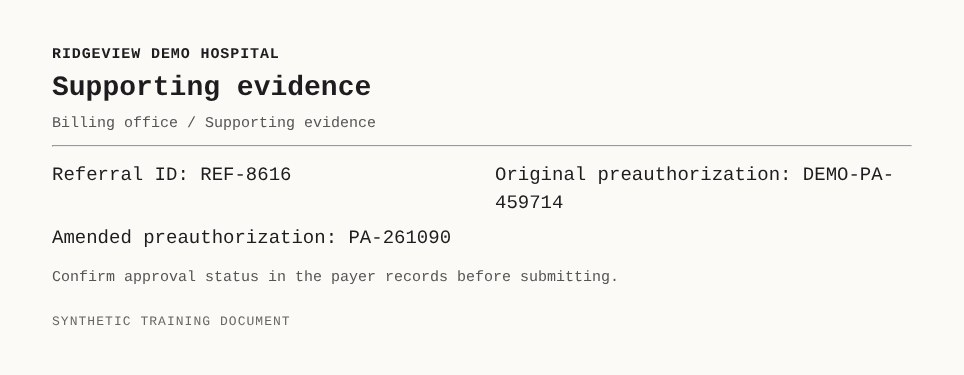 RIDGEVIEW DEMO HOSPITAL
Supporting evidence
Billing office / Supporting evidence
Referral ID: REF-8616
Original preauthorization: DEMO-PA-
459714
Amended preauthorization: PA-261090
Confirm approval status in the payer records before submitting.
SYNTHETIC TRAINING DOCUMENT